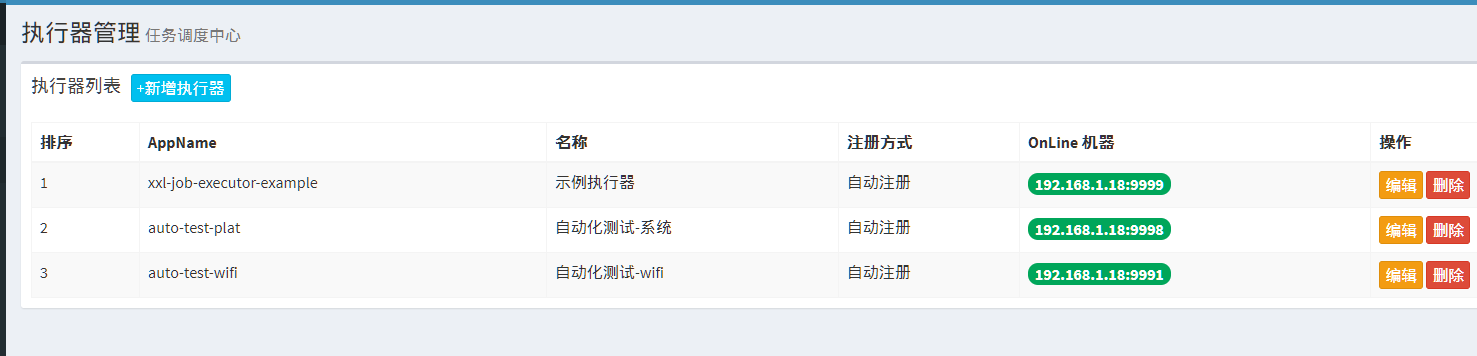 执行器管理 任务调度中心
执行器列表 +新增执行器
排序 AppName 名称 注册方式 OnLine 机器 操作
1 xxl-job-executor-example 示例执行器 自动注册 192.168.1.18:9999 编辑 删除
2 auto-test-plat 自动化测试-系统 自动注册 192.168.1.18:9998 编辑 删除
3 auto-test-wifi 自动化测试-wifi 自动注册 192.168.1.18:9991 编辑 删除